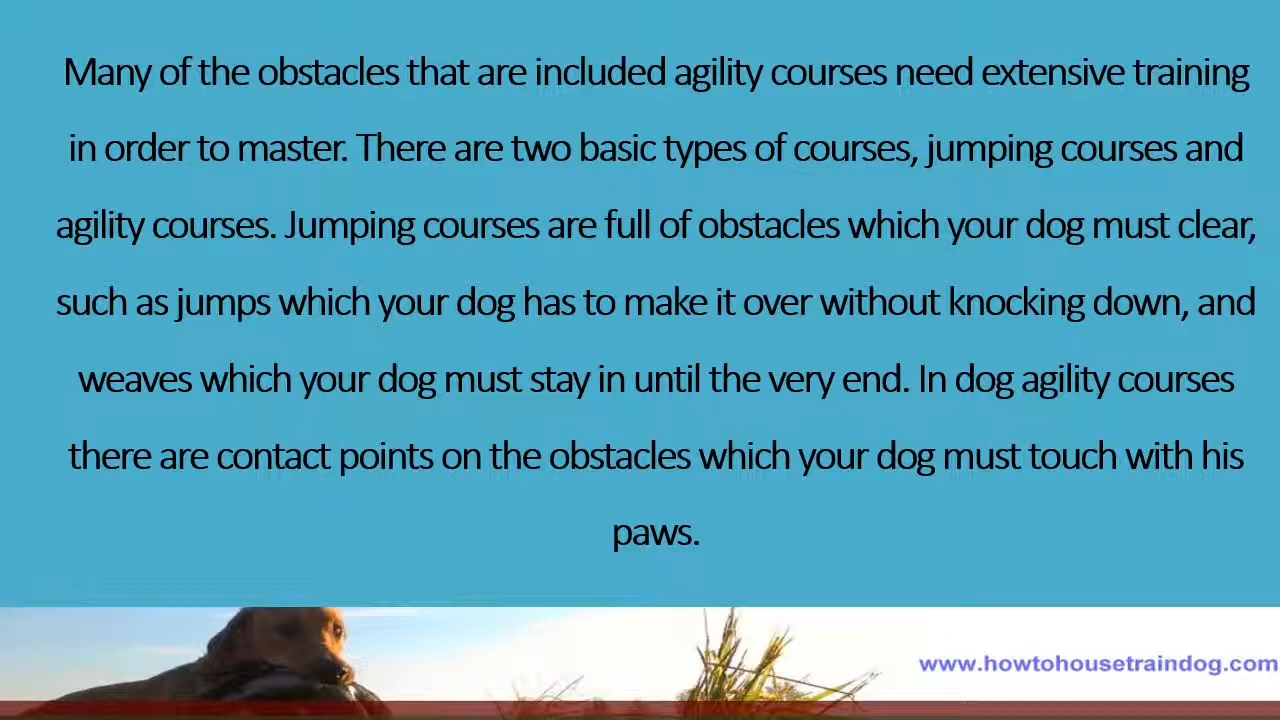 Many of the obstacles that are included agility courses need extensive training
in order to master. There are two basic types of courses, jumping courses and
agility courses. Jumping courses are full of obstacles which your dog must clear,
such as jumps which your dog has to make it over without knocking down, and
weaves which your dog must stay in until the very end. In dog agility courses
there are contact points on the obstacles which your dog must touch with his
paws.
www.howtohousetraindog.com